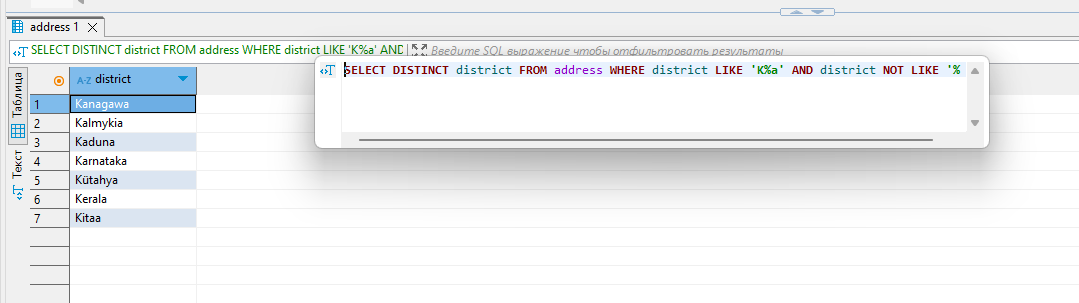 address 1
SELECT DISTINCT district FROM address WHERE district LIKE 'K%a' AND
Введите SQL выражение чтобы отфильтровать результаты
SELECT DISTINCT district FROM address WHERE district LIKE 'K%a' AND district NOT LIKE '%
Таблица
Текст
A-Z district
1 Kanagawa
2 Kalmykia
3 Kaduna
4 Karnataka
5 Kütahya
6 Kerala
7 Kitaa